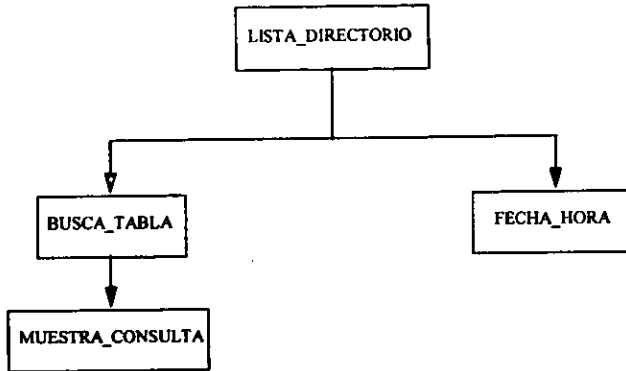 LISTA_DIRECTORIO
BUSCA_TABLA
FECHA_HORA
MUESTRA_CONSULTA